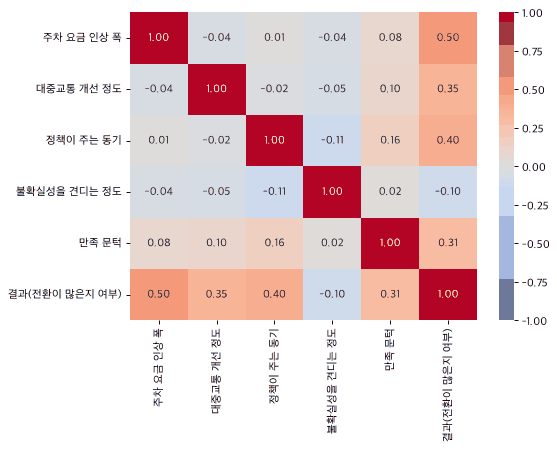 주차 요금 인상 폭 1.00 -0.04 0.01 -0.04 0.08 0.50
대중교통 개선 정도 -0.04 1.00 -0.02 -0.05 0.10 0.35
정책이 주는 동기 0.01 -0.02 1.00 -0.11 0.16 0.40
불확실성을 견디는 정도 -0.04 -0.05 -0.11 1.00 0.02 -0.10
만족 문턱 0.08 0.10 0.16 0.02 1.00 0.31
결과(전환이 많은지 여부) 0.50 0.35 0.40 -0.10 0.31 1.00
주차 요금 인상 폭
대중교통 개선 정도
정책이 주는 동기
불확실성을 견디는 정도
만족 문턱
결과(전환이 많은지 여부)
1.00
0.75
0.50
0.25
0.00
-0.25
-0.50
-0.75
-1.00